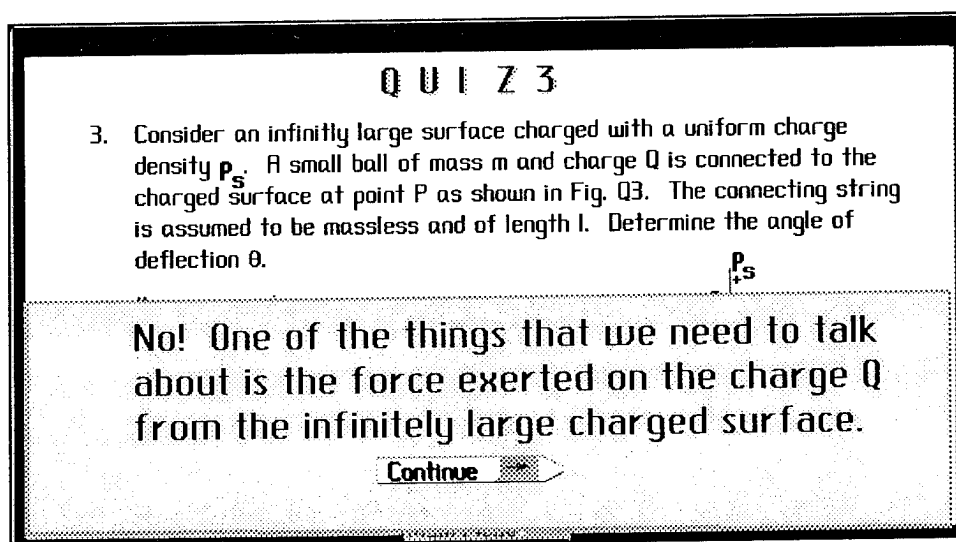 QUIZ3
3. Consider an infinitly large surface charged with a uniform charge
density ps. A small ball of mass m and charge Q is connected to the
charged surface at point P as shown in Fig. Q3. The connecting string
is assumed to be massless and of length l. Determine the angle of
deflection θ.
Ps
+
No! One of the things that we need to talk
about is the force exerted on the charge Q
from the infinitely large charged surface.
Continue